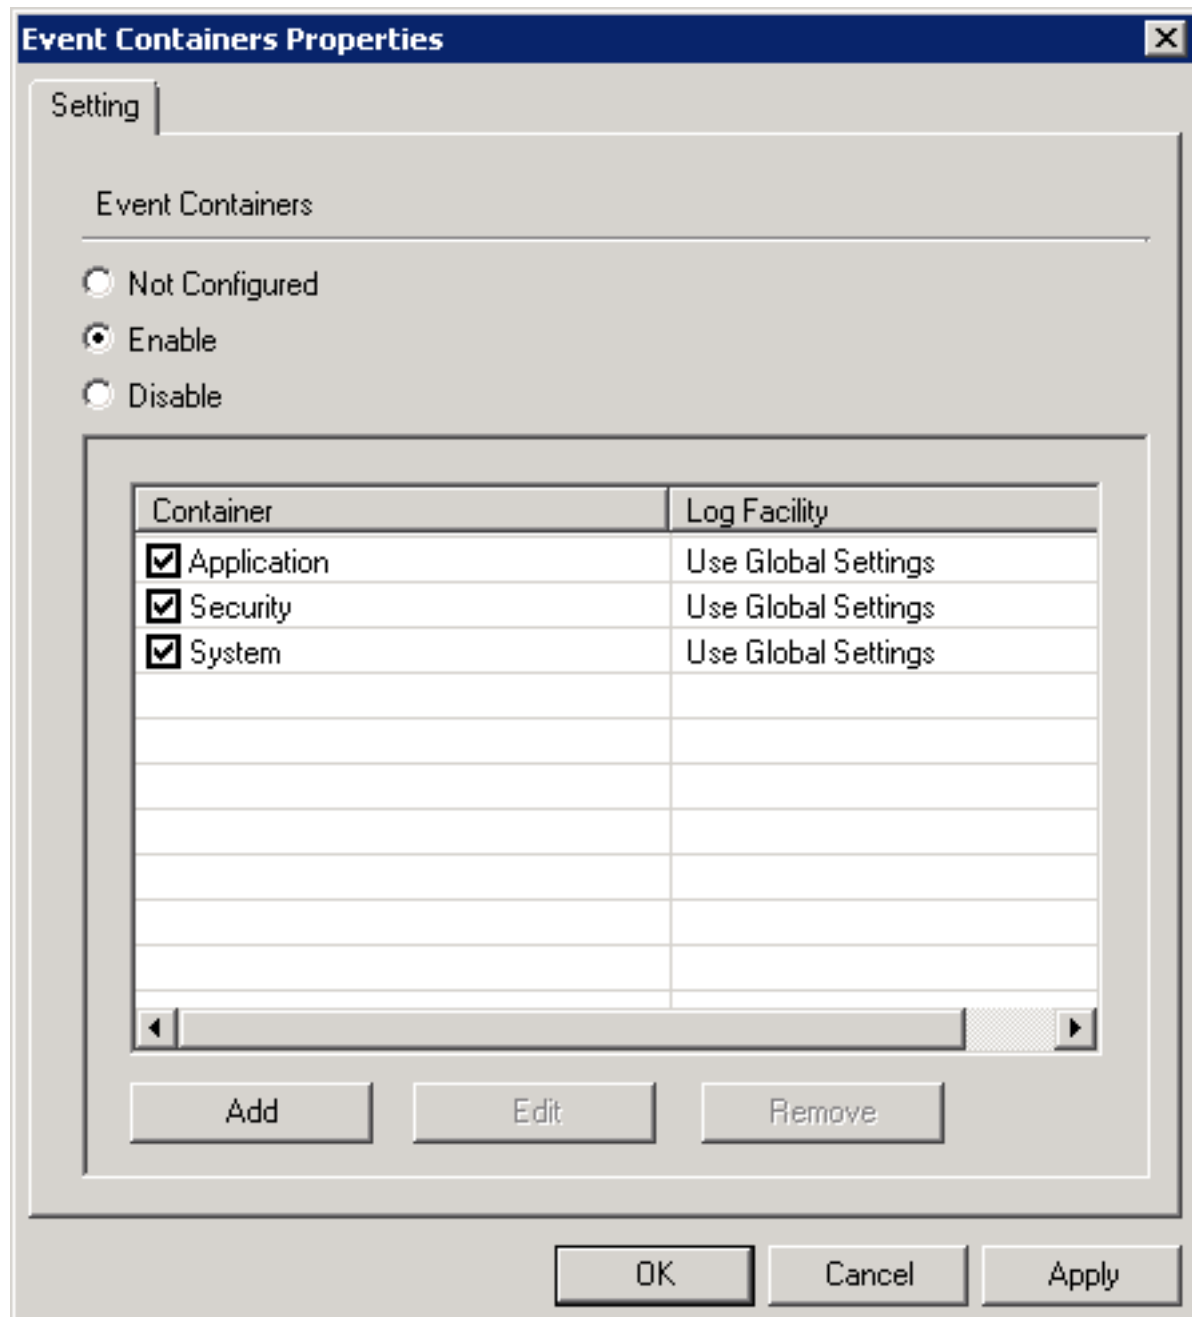 Event Containers Properties
Setting
Event Containers
Not Configured
Enable
Disable
Container Log Facility
Application Use Global Settings
Security Use Global Settings
System Use Global Settings
Add Edit Remove
OK Cancel Apply